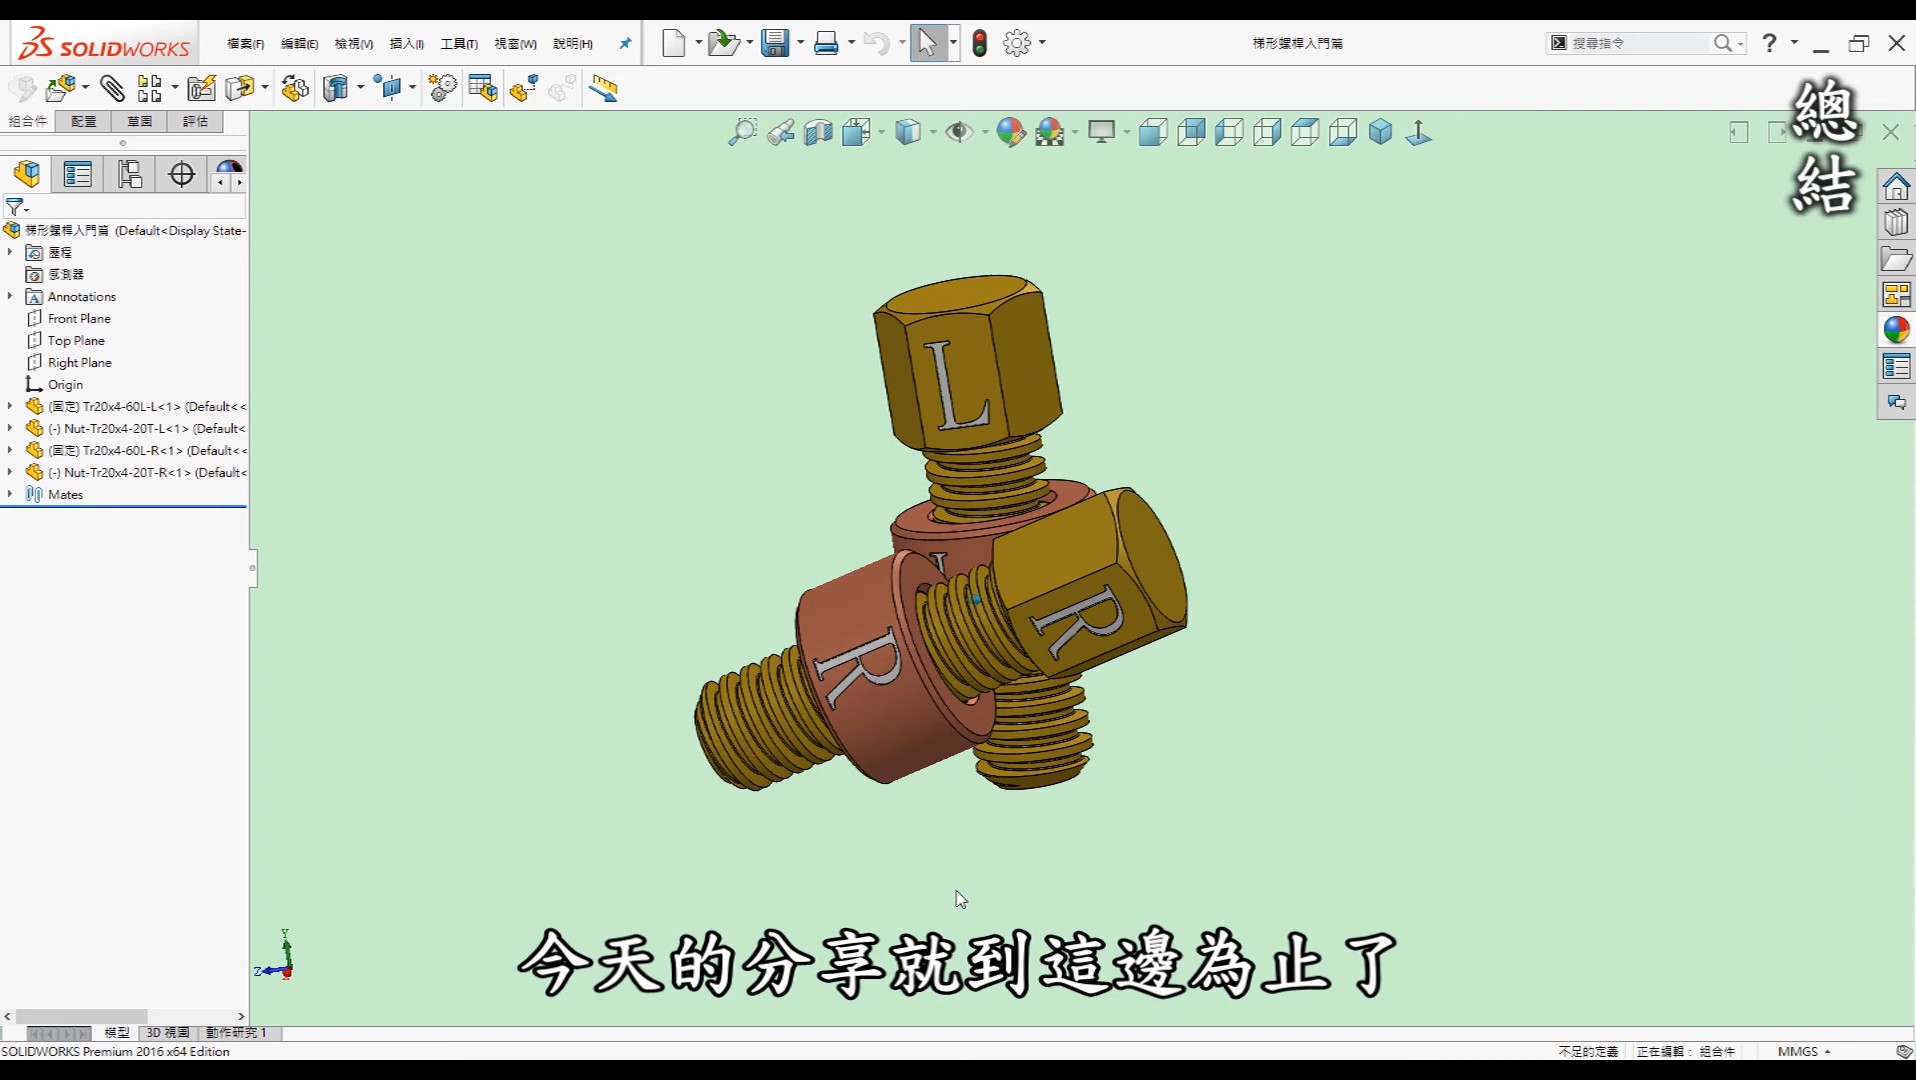 SOLIDWORKS
檔案(F) 編輯(E) 檢視(V) 插入(I) 工具(T) 視窗(W) 說明(H)
梯形螺桿入門篇
搜尋指令
總結
組合件 配置 草圖 評估
梯形螺桿入門篇 (Default<Display State-
歷程
感測器
Annotations
Front Plane
Top Plane
Right Plane
Origin
(固定) Tr20x4-60L-L<1> (Default<<
(-) Nut-Tr20x4-20T-L<1> (Default<
(固定) Tr20x4-60L-R<1> (Default<<
(-) Nut-Tr20x4-20T-R<1> (Default<
Mates
L
L
R
R
Y
Z
今天的分享就到這邊為止了
模型 3D 視圖 動作研究 1
SOLIDWORKS Premium 2016 x64 Edition
不足的定義 正在編輯： 組合件 MMGS